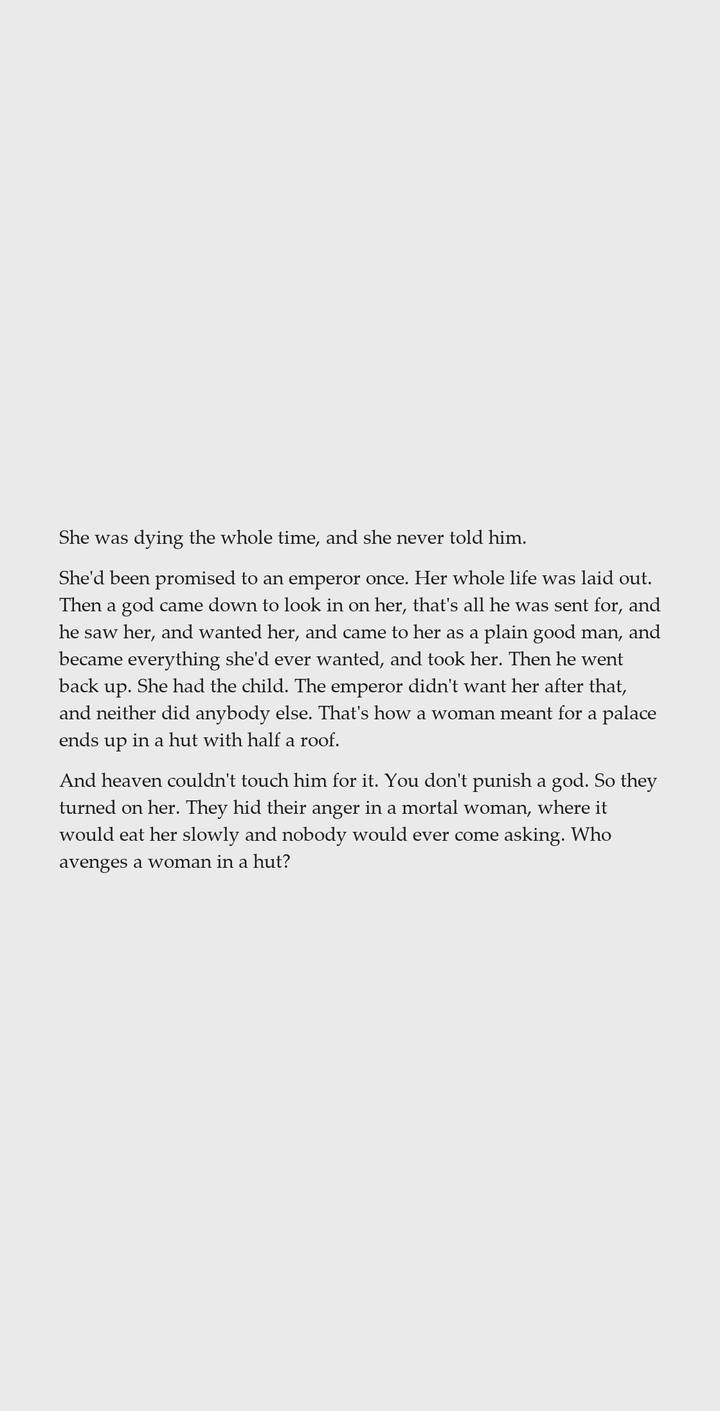 She was dying the whole time, and she never told him.
She'd been promised to an emperor once. Her whole life was laid out.
Then a god came down to look in on her, that's all he was sent for, and
he saw her, and wanted her, and came to her as a plain good man, and
became everything she'd ever wanted, and took her. Then he went
back up. She had the child. The emperor didn't want her after that,
and neither did anybody else. That's how a woman meant for a palace
ends up in a hut with half a roof.
And heaven couldn't touch him for it. You don't punish a god. So they
turned on her. They hid their anger in a mortal woman, where it
would eat her slowly and nobody would ever come asking. Who
avenges a woman in a hut?